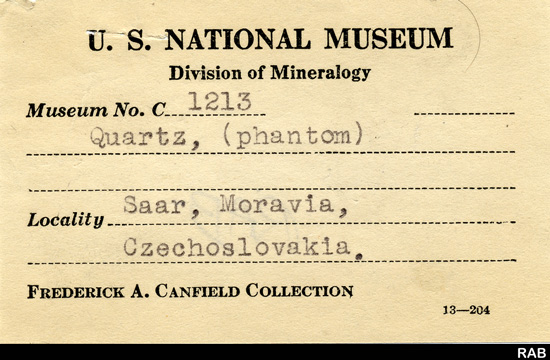 U. S. NATIONAL MUSEUM
Division of Mineralogy
Museum No. C 1213
Quartz, (phantom)
Locality Saar, Moravia,
Czechoslovakia.
FREDERICK A. CANFIELD COLLECTION
13—204
RAB